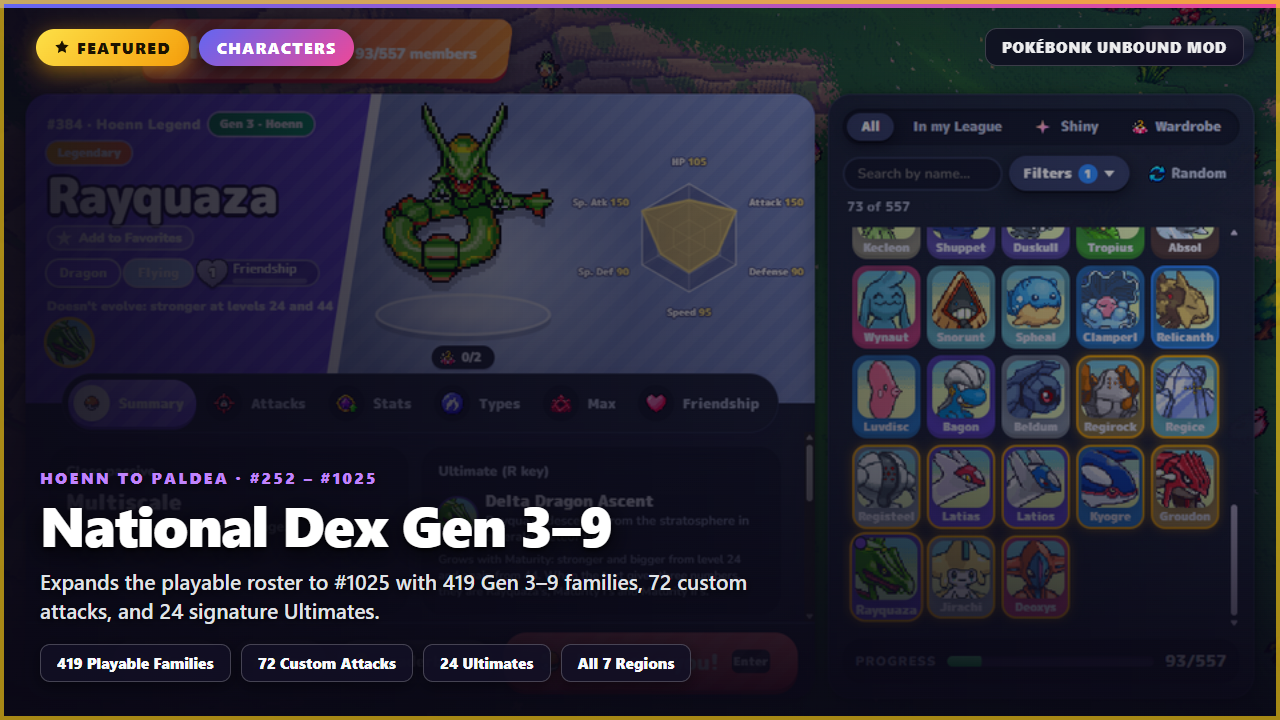 ★ FEATURED
CHARACTERS
93/557 members
POKÉBONK UNBOUND MOD
#384 · Hoenn Legend
Gen 3 - Hoenn
Legendary
Rayquaza
Add to Favorites
Dragon
Flying
1
Friendship
Doesn't evolve: stronger at levels 24 and 44
HP 105
Sp. Atk 150
Attack 150
Sp. Def 90
Defense 90
Speed 95
0/2
Summary
Attacks
Stats
Types
Max
Friendship
Multiscale
Ultimate (R key)
Delta Dragon Ascent
from the stratosphere in
Grows with Maturity: stronger and bigger from level 24
HOENN TO PALDEA · #252 – #1025
National Dex Gen 3–9
Expands the playable roster to #1025 with 419 Gen 3–9 families, 72 custom
attacks, and 24 signature Ultimates.
419 Playable Families
72 Custom Attacks
24 Ultimates
All 7 Regions
Enter
All
In my League
Shiny
Wardrobe
Search by name...
Filters 1
Random
73 of 557
Kecleon
Shuppet
Duskull
Tropius
Absol
Wynaut
Snorunt
Spheal
Clamperl
Relicanth
Luvdisc
Bagon
Beldum
Regirock
Regice
Registeel
Latias
Latios
Kyogre
Groudon
Rayquaza
Jirachi
Deoxys
PROGRESS
93/557